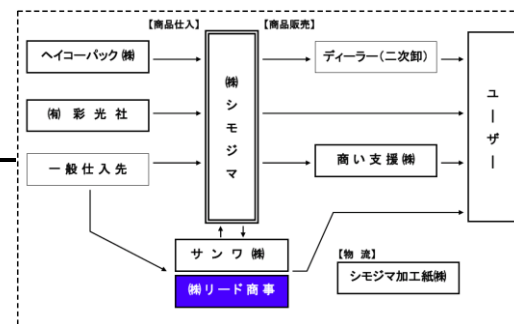 【商品仕入】
【商品販売】
ヘイコーパック㈱
㈱シモジマ
ディーラー(二次卸)
ユーザー
㈲ 彩光社
一般仕入先
商い支援㈱
サンワ㈱
㈱リード商事
【物 流】
シモジマ加工紙㈱